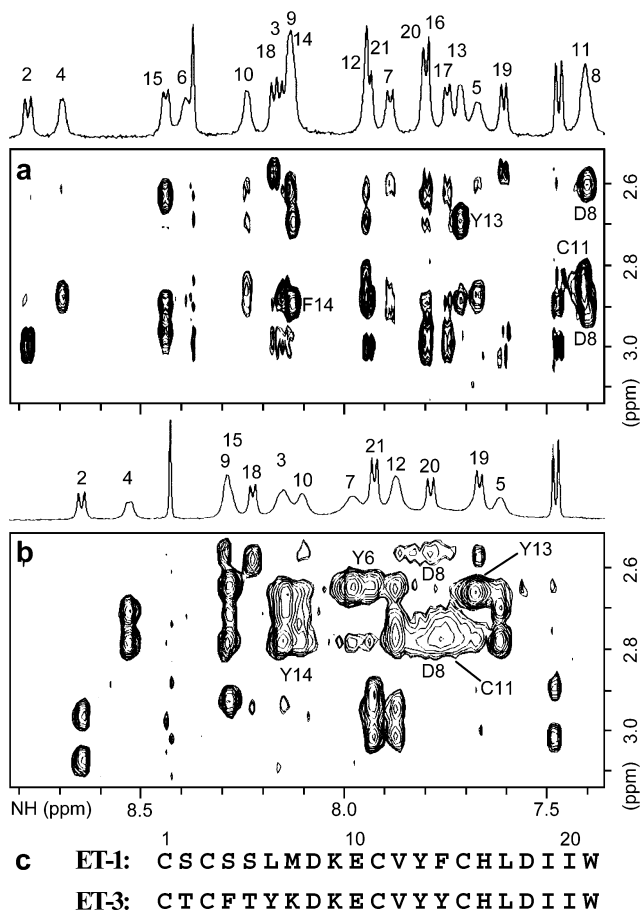 9
3
16
2 4 15 6 10 18 14 12 21 7 20 17 13 5 19 11 8
a
2.6
D8
Y13
C11
2.8
F14
D8
3.0
(ppm)
15
2 4 9 18 3 10 7 21 12 20 19 5
b
Y6
D8
Y13
2.6
2.8
Y14
D8
C11
3.0
NH (ppm) 8.5 8.0 7.5
(ppm)
1 10 20
c ET-1: C S C S S L M D K E C V Y F C H L D I I W
ET-3: C T C F T Y K D K E C V Y Y C H L D I I W